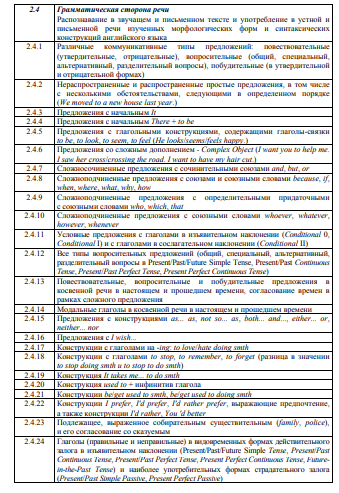 2.4 Грамматическая сторона речи
Распознавание в звучащем и письменном тексте и употребление в устной и
письменной речи изученных морфологических форм и синтаксических
конструкций английского языка
2.4.1 Различные коммуникативные типы предложений: повествовательные
(утвердительные, отрицательные), вопросительные (общий, специальный,
альтернативный, разделительный вопросы), побудительные (в утвердительной
и отрицательной формах)
2.4.2 Нераспространённые и распространённые простые предложения, в том числе
с несколькими обстоятельствами, следующими в определенном порядке
(We moved to a new house last year.)
2.4.3 Предложения с начальным It
2.4.4 Предложения с начальным There + to be
2.4.5 Предложения с глагольными конструкциями, содержащими глаголы-связки
to be, to look, to seem, to feel (He looks/seems/feels happy.)
2.4.6 Предложения cо сложным дополнением - Complex Object (I want you to help me.
I saw her cross/crossing the road. I want to have my hair cut.)
2.4.7 Сложносочиненные предложения с сочинительными союзами and, but, or
2.4.8 Сложноподчинённые предложения с союзами и союзными словами because, if,
when, where, what, why, how
2.4.9 Сложноподчинённые предложения с определительными придаточными
с союзными словами who, which, that
2.4.10 Сложноподчинённые предложения с союзными словами whoever, whatever,
however, whenever
2.4.11 Условные предложения с глаголами в изъявительном наклонении (Conditional 0,
Conditional I) и с глаголами в сослагательном наклонении (Conditional II)
2.4.12 Все типы вопросительных предложений (общий, специальный, альтернативный,
разделительный вопросы в Present/Past/Future Simple Tense, Present/Past Continuous
Tense, Present/Past Perfect Tense, Present Perfect Continuous Tense)
2.4.13 Повествовательные, вопросительные и побудительные предложения в
косвенной речи в настоящем и прошедшем времени, согласование времен в
рамках сложного предложения
2.4.14 Модальные глаголы в косвенной речи в настоящем и прошедшем времени
2.4.15 Предложения с конструкциями as… as, not so… as, both… and…, either… or,
neither… nor
2.4.16 Предложения с I wish…
2.4.17 Конструкции с глаголами на -ing: to love/hate doing smth
2.4.18 Конструкции с глаголами to stop, to remember, to forget (разница в значении
to stop doing smth и to stop to do smth)
2.4.19 Конструкция It takes me… to do smth
2.4.20 Конструкция used to + инфинитив глагола
2.4.21 Конструкции be/get used to smth, be/get used to doing smth
2.4.22 Конструкции I prefer, I'd prefer, I'd rather prefer, выражающие предпочтение,
а также конструкции I'd rather, You'd better
2.4.23 Подлежащее, выраженное собирательным существительным (family, police),
и его согласование со сказуемым
2.4.24 Глаголы (правильные и неправильные) в видовременных формах действительного
залога в изъявительном наклонении (Present/Past/Future Simple Tense, Present/Past
Continuous Tense, Present/Past Perfect Tense, Present Perfect Continuous Tense, Future-
in-the-Past Tense) и наиболее употребительных формах страдательного залога
(Present/Past Simple Passive, Present Perfect Passive)